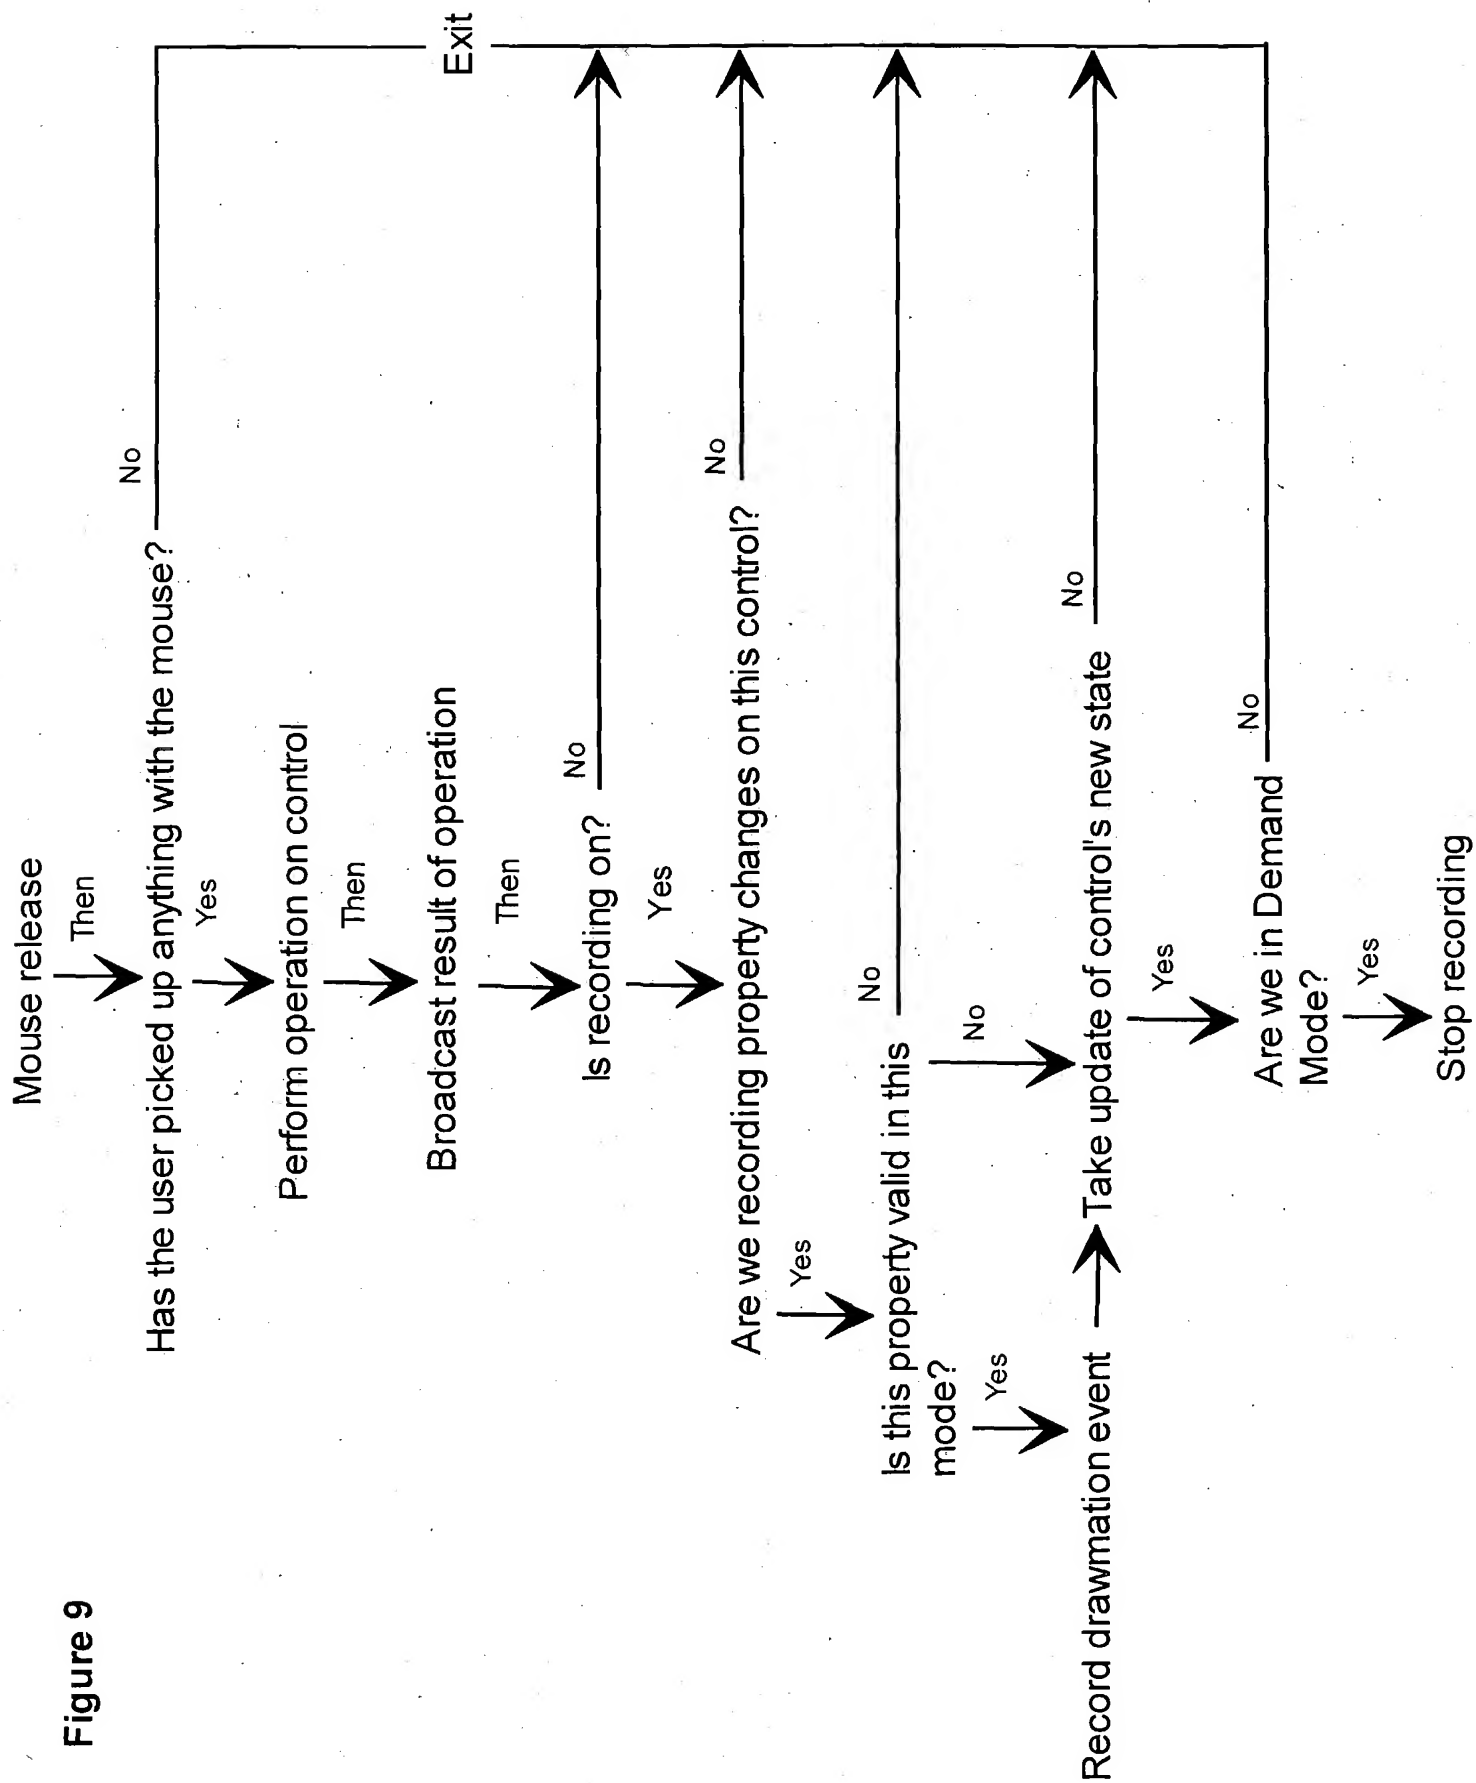 Figure 9
Mouse release
Then
Has the user picked up anything with the mouse?
No
Exit
Yes
Perform operation on control
Then
Broadcast result of operation
Then
Is recording on?
No
Yes
Are we recording property changes on this control?
No
Yes
Is this property valid in this
mode?
No
No
Yes
Record drawmation event
Take update of control's new state
No
Yes
Are we in Demand
Mode?
No
Yes
Stop recording